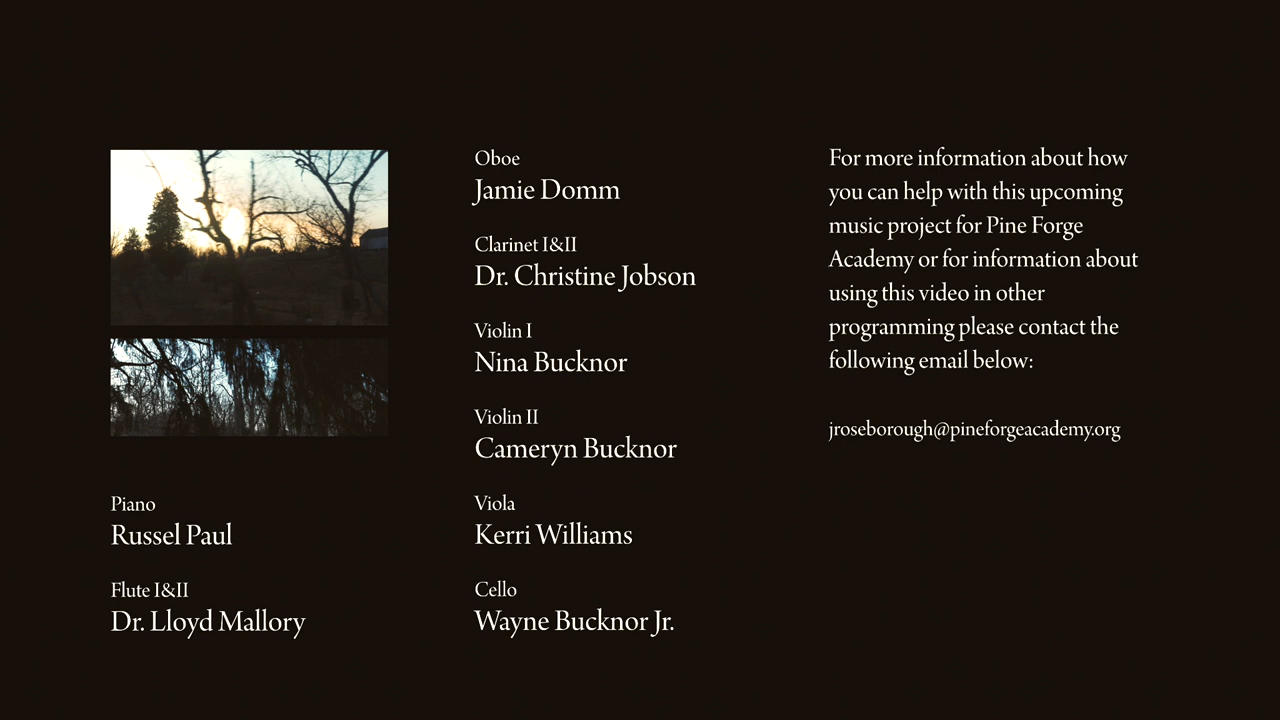 Piano
Russel Paul
Flute I&II
Dr. Lloyd Mallory
Oboe
Jamie Domm
Clarinet I&II
Dr. Christine Jobson
Violin I
Nina Bucknor
Violin II
Cameryn Bucknor
Viola
Kerri Williams
Cello
Wayne Bucknor Jr.
For more information about how
you can help with this upcoming
music project for Pine Forge
Academy or for information about
using this video in other
programming please contact the
following email below:
jroseborough@pineforgeacademy.org